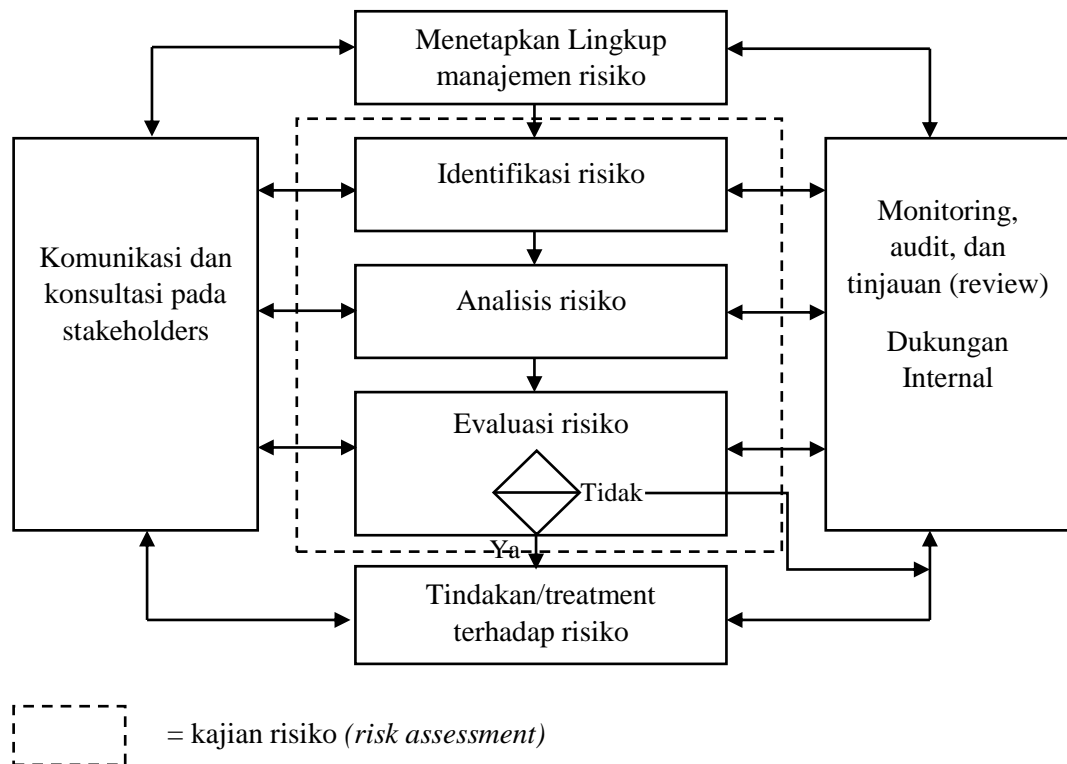 Menetapkan Lingkup
manajemen risiko
Identifikasi risiko
Komunikasi dan
konsultasi pada
stakeholders
Analisis risiko
Monitoring,
audit, dan
tinjauan (review)
Dukungan
Internal
Evaluasi risiko
Tidak
Ya
Tindakan/treatment
terhadap risiko
= kajian risiko (risk assessment)